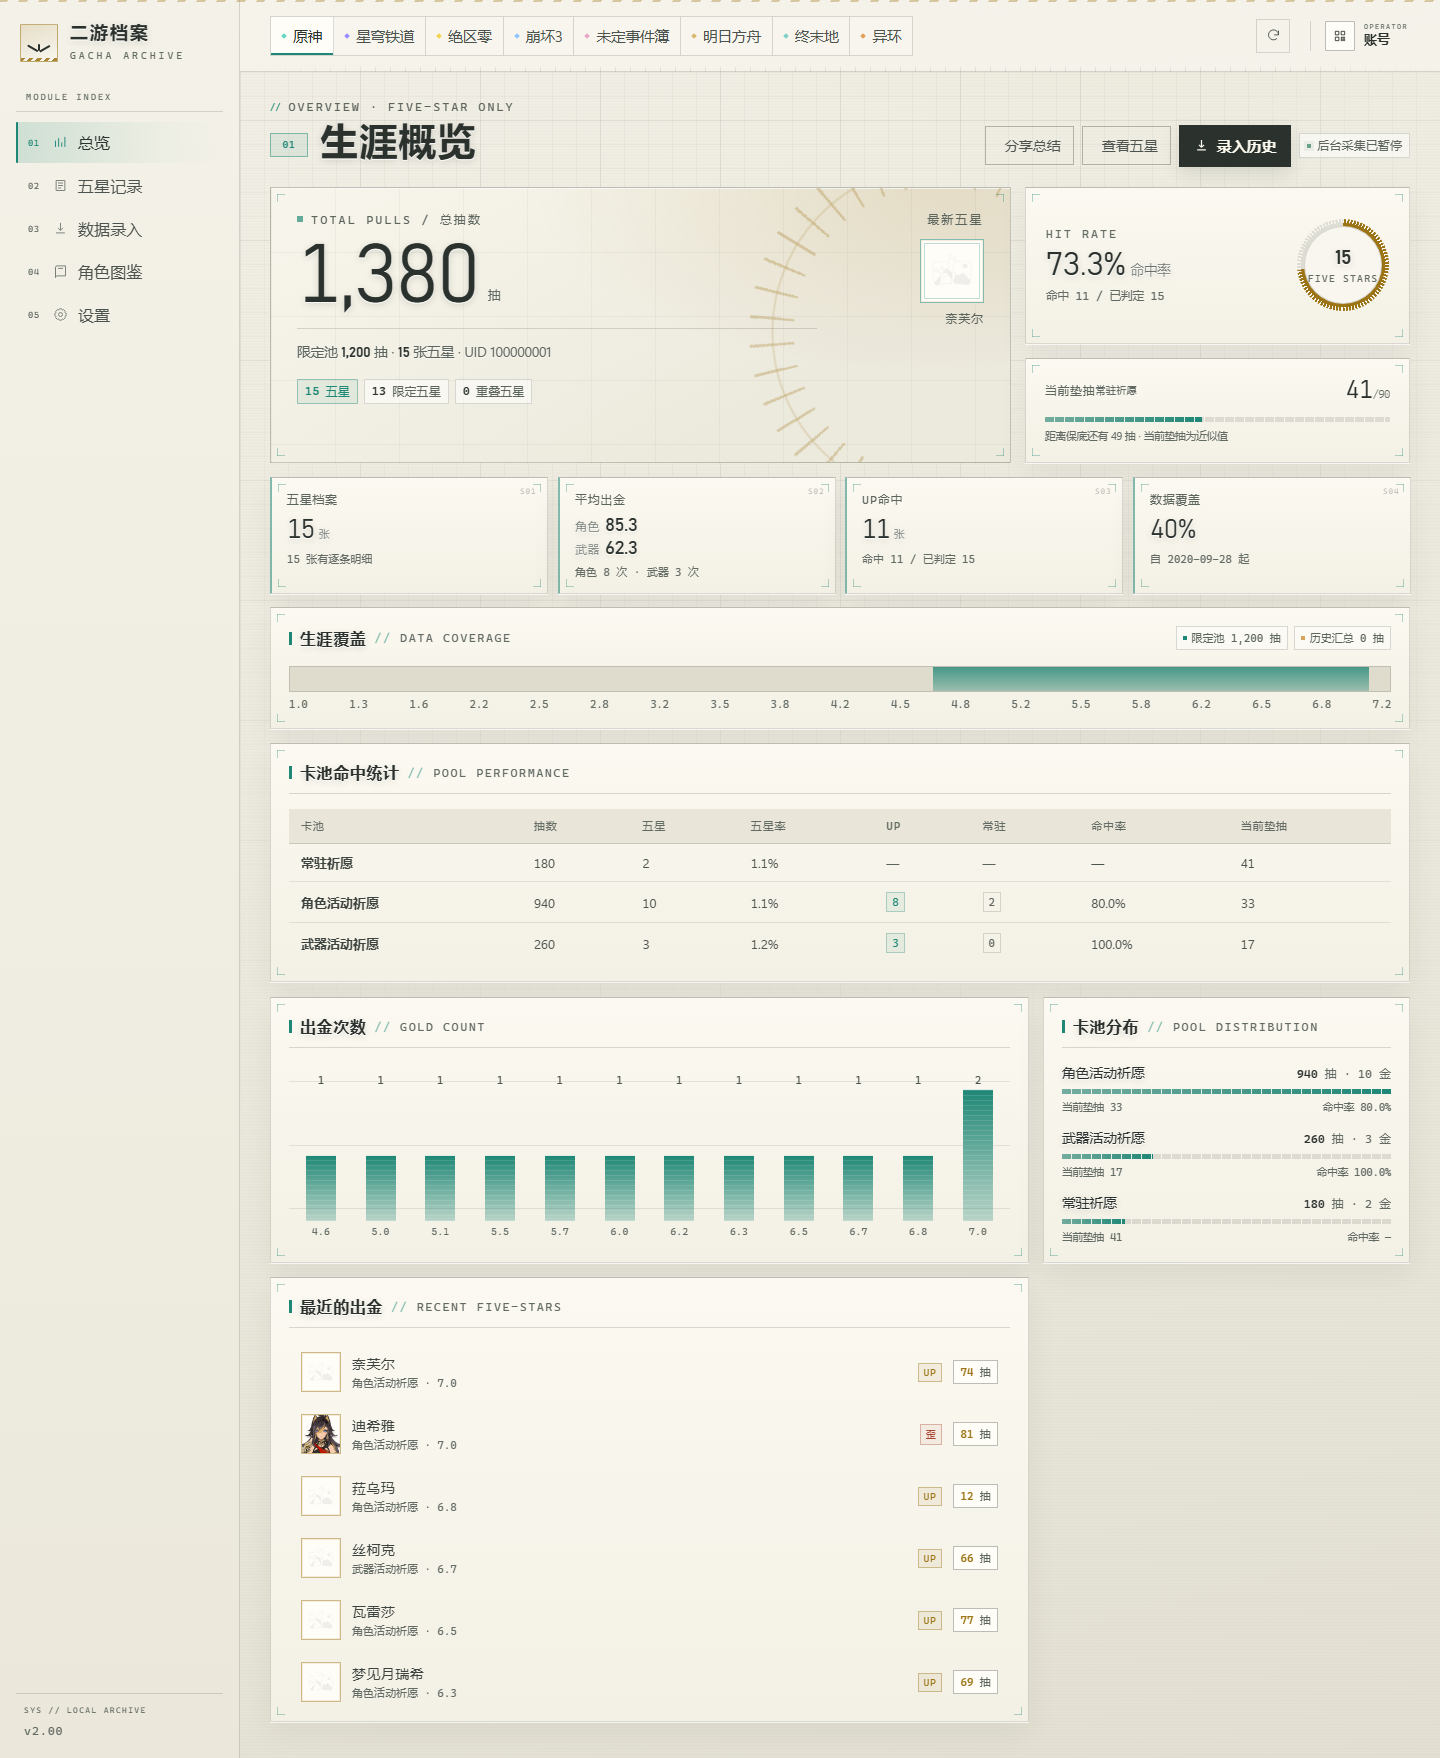 二游档案
GACHA ARCHIVE
MODULE INDEX
01 总览
02 五星记录
03 数据录入
04 角色图鉴
05 设置
SYS // LOCAL ARCHIVE
v2.00
原神 星穹铁道 绝区零 崩坏3 未定事件簿 明日方舟 终末地 异环
OPERATOR
账号
// OVERVIEW · FIVE-STAR ONLY
01 生涯概览
分享总结 查看五星 录入历史 后台采集已暂停
TOTAL PULLS / 总抽数
1,380 抽
限定池 1,200 抽 · 15 张五星 · UID 100000001
15 五星 13 限定五星 0 重叠五星
最新五星
奈芙尔
HIT RATE
73.3% 命中率
命中 11 / 已判定 15
15
FIVE STARS
当前垫抽常驻祈愿 41/90
距离保底还有 49 抽 · 当前垫抽为近似值
五星档案 S01
15 张
15 张有逐条明细
平均出金 S02
角色 85.3
武器 62.3
角色 8 次 · 武器 3 次
UP命中 S03
11 张
命中 11 / 已判定 15
数据覆盖 S04
40%
自 2020-09-28 起
生涯覆盖 // DATA COVERAGE
限定池 1,200 抽 历史汇总 0 抽
1.0 1.3 1.6 2.2 2.5 2.8 3.2 3.5 3.8 4.2 4.5 4.8 5.2 5.5 5.8 6.2 6.5 6.8 7.2
卡池命中统计 // POOL PERFORMANCE
卡池 抽数 五星 五星率 UP 常驻 命中率 当前垫抽
常驻祈愿 180 2 1.1% — — — 41
角色活动祈愿 940 10 1.1% 8 2 80.0% 33
武器活动祈愿 260 3 1.2% 3 0 100.0% 17
出金次数 // GOLD COUNT
1 1 1 1 1 1 1 1 1 1 1 2
4.6 5.0 5.1 5.5 5.7 6.0 6.2 6.3 6.5 6.7 6.8 7.0
卡池分布 // POOL DISTRIBUTION
角色活动祈愿 940 抽 · 10 金
当前垫抽 33 命中率 80.0%
武器活动祈愿 260 抽 · 3 金
当前垫抽 17 命中率 100.0%
常驻祈愿 180 抽 · 2 金
当前垫抽 41 命中率 —
最近的出金 // RECENT FIVE-STARS
奈芙尔
角色活动祈愿 · 7.0
UP 74 抽
迪希雅
角色活动祈愿 · 7.0
歪 81 抽
菈乌玛
角色活动祈愿 · 6.8
UP 12 抽
丝柯克
武器活动祈愿 · 6.7
UP 66 抽
瓦雷莎
角色活动祈愿 · 6.5
UP 77 抽
梦见月瑞希
角色活动祈愿 · 6.3
UP 69 抽